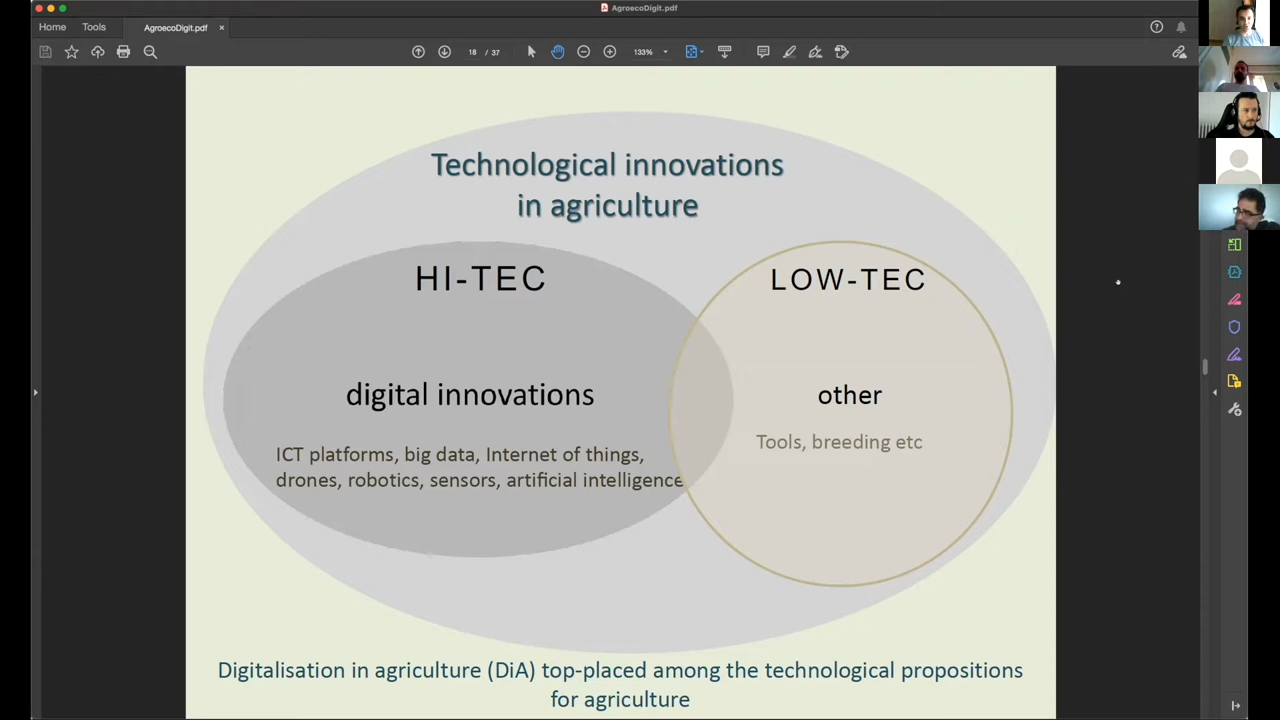 AgroecoDigit.pdf
Home
Tools
AgroecoDigit.pdf
18 / 37
133%
Technological innovations
in agriculture
HI-TEC
LOW-TEC
digital innovations
other
ICT platforms, big data, Internet of things,
drones, robotics, sensors, artificial intelligence
Tools, breeding etc
Digitalisation in agriculture (DiA) top-placed among the technological propositions
for agriculture